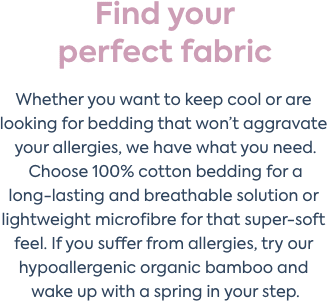 Find your
perfect fabric
Whether you want to keep cool or are
looking for bedding that won't aggravate
your allergies, we have what you need.
Choose 100% cotton bedding for a
long-lasting and breathable solution or
lightweight microfibre for that super-soft
feel. If you suffer from allergies, try our
hypoallergenic organic bamboo and
wake up with a spring in your step.